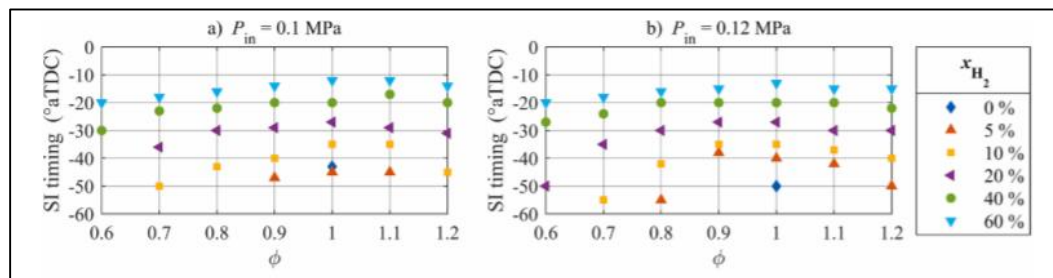 a) P_in = 0.1 MPa
0
-10
-20
-30
-40
-50
-60
SI timing (°aTDC)
0.6 0.7 0.8 0.9 1 1.1 1.2
ϕ
b) P_in = 0.12 MPa
0
-10
-20
-30
-40
-50
-60
SI timing (°aTDC)
0.6 0.7 0.8 0.9 1 1.1 1.2
ϕ
x_H₂
0 %
5 %
10 %
20 %
40 %
60 %